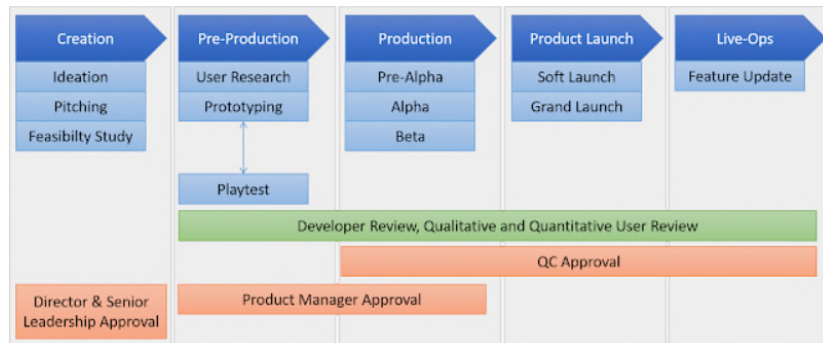 Creation
Pre-Production
Production
Product Launch
Live-Ops
Ideation
User Research
Pre-Alpha
Soft Launch
Feature Update
Pitching
Prototyping
Alpha
Grand Launch
Feasibilty Study
Beta
Playtest
Developer Review, Qualitative and Quantitative User Review
QC Approval
Director & Senior
Leadership Approval
Product Manager Approval